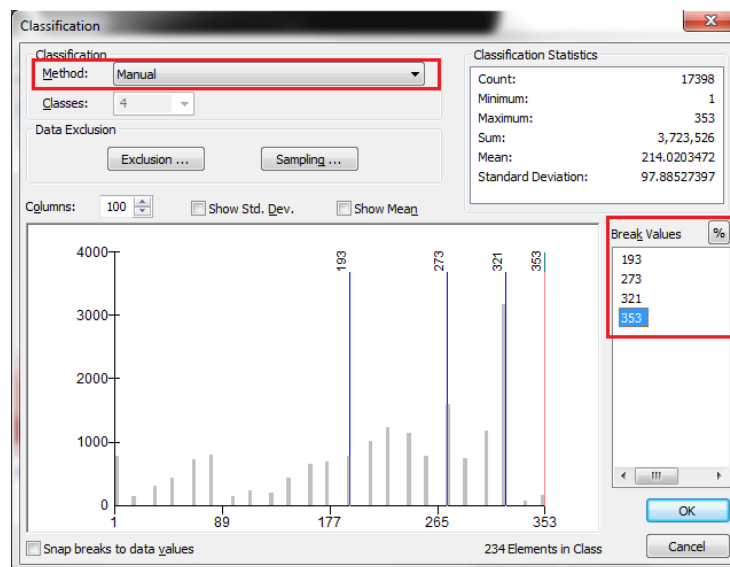 Classification
Classification
Method: Manual
Classes: 4
Data Exclusion
Exclusion ... Sampling ...
Classification Statistics
Count: 17398
Minimum: 1
Maximum: 353
Sum: 3,723,526
Mean: 214.0203472
Standard Deviation: 97.88527397
Columns: 100 Show Std. Dev. Show Mean
Break Values %
193
273
321
353
193 273 321 353
4000
3000
2000
1000
0
1 89 177 265 353
Snap breaks to data values
234 Elements in Class
OK
Cancel